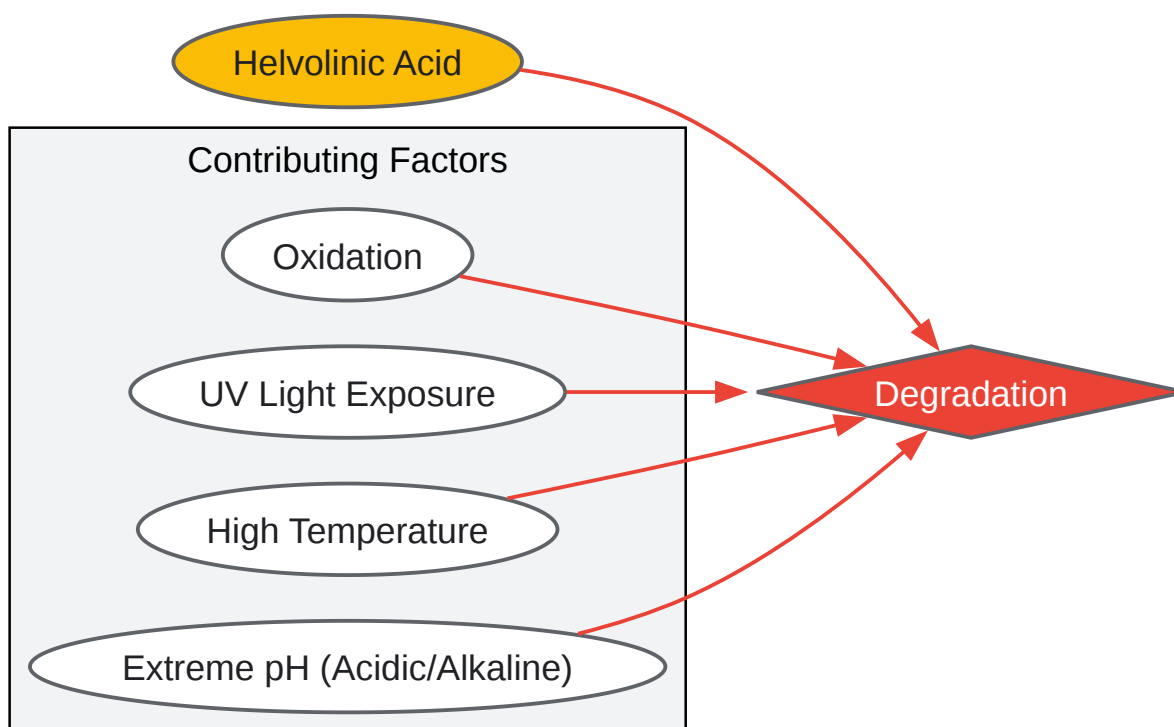 Helvolinic Acid
Contributing Factors
Oxidation
UV Light Exposure
Degradation
High Temperature
Extreme pH (Acidic/Alkaline)